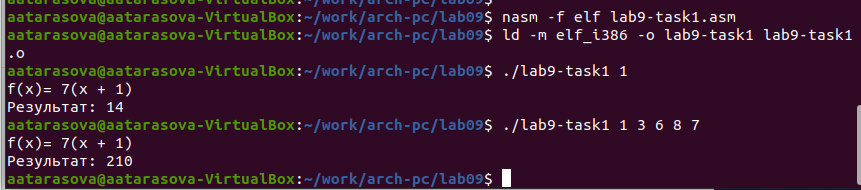 aatarasova@aatarasova-VirtualBox:~/work/arch-pc/lab09$ nasm -f elf lab9-task1.asm
aatarasova@aatarasova-VirtualBox:~/work/arch-pc/lab09$ ld -m elf_i386 -o lab9-task1 lab9-task1
.o
aatarasova@aatarasova-VirtualBox:~/work/arch-pc/lab09$ ./lab9-task1 1
f(x)= 7(x + 1)
Результат: 14
aatarasova@aatarasova-VirtualBox:~/work/arch-pc/lab09$ ./lab9-task1 1 3 6 8 7
f(x)= 7(x + 1)
Результат: 210
aatarasova@aatarasova-VirtualBox:~/work/arch-pc/lab09$